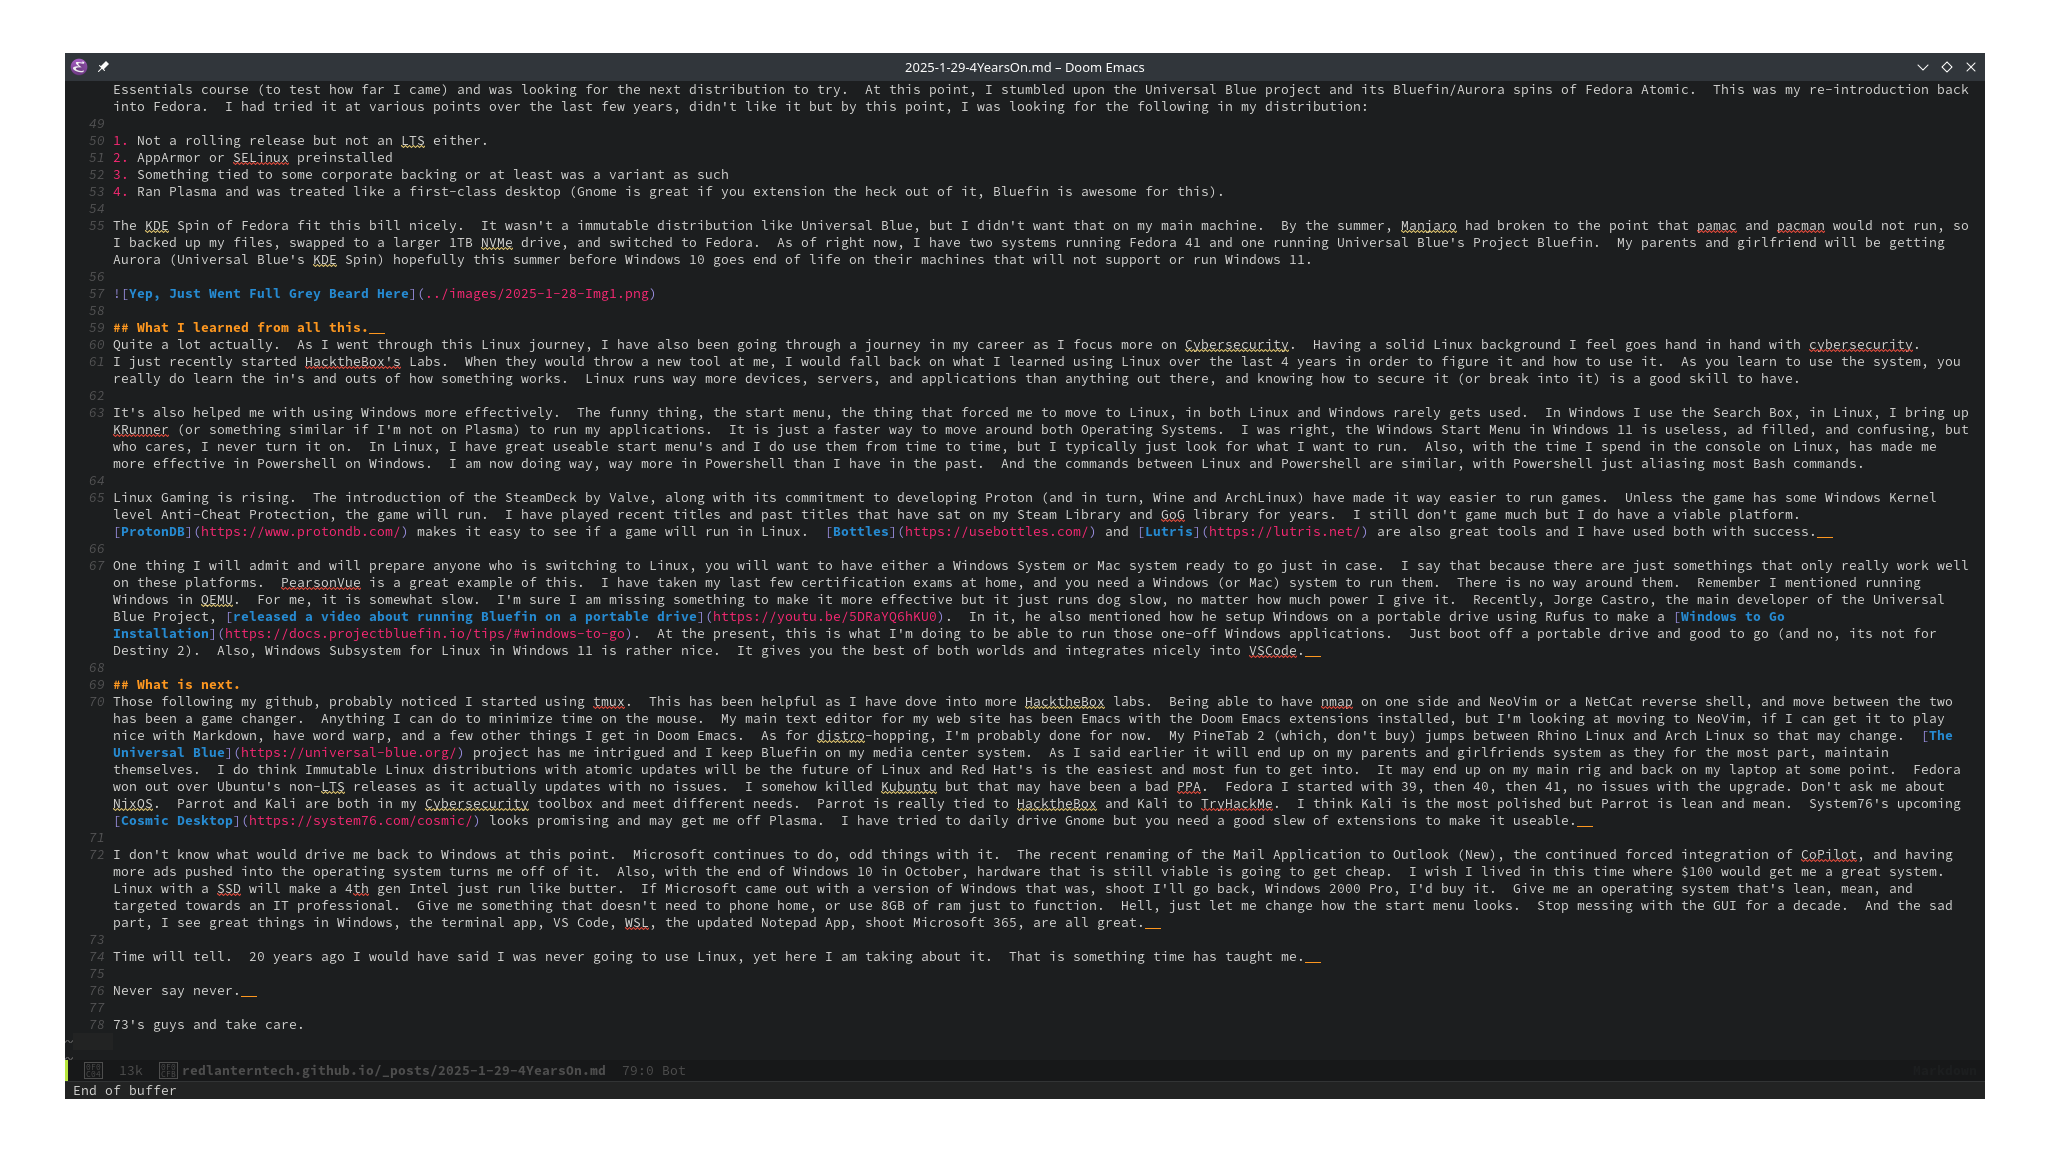 2025-1-29-4YearsOn.md – Doom Emacs
Essentials course (to test how far I came) and was looking for the next distribution to try.  At this point, I stumbled upon the Universal Blue project and its Bluefin/Aurora spins of Fedora Atomic.  This was my re-introduction back
into Fedora.  I had tried it at various points over the last few years, didn't like it but by this point, I was looking for the following in my distribution:
49
50 1. Not a rolling release but not an LTS either.
51 2. AppArmor or SELinux preinstalled
52 3. Something tied to some corporate backing or at least was a variant as such
53 4. Ran Plasma and was treated like a first-class desktop (Gnome is great if you extension the heck out of it, Bluefin is awesome for this).
54
55 The KDE Spin of Fedora fit this bill nicely.  It wasn't a immutable distribution like Universal Blue, but I didn't want that on my main machine.  By the summer, Manjaro had broken to the point that pamac and pacman would not run, so
I backed up my files, swapped to a larger 1TB NVMe drive, and switched to Fedora.  As of right now, I have two systems running Fedora 41 and one running Universal Blue's Project Bluefin.  My parents and girlfriend will be getting
Aurora (Universal Blue's KDE Spin) hopefully this summer before Windows 10 goes end of life on their machines that will not support or run Windows 11.
56
57 ![Yep, Just Went Full Grey Beard Here](../images/2025-1-28-Img1.png)
58
59 ## What I learned from all this.__
60 Quite a lot actually.  As I went through this Linux journey, I have also been going through a journey in my career as I focus more on Cybersecurity.  Having a solid Linux background I feel goes hand in hand with cybersecurity.
61 I just recently started HacktheBox's Labs.  When they would throw a new tool at me, I would fall back on what I learned using Linux over the last 4 years in order to figure it and how to use it.  As you learn to use the system, you
really do learn the in's and outs of how something works.  Linux runs way more devices, servers, and applications than anything out there, and knowing how to secure it (or break into it) is a good skill to have.
62
63 It's also helped me with using Windows more effectively.  The funny thing, the start menu, the thing that forced me to move to Linux, in both Linux and Windows rarely gets used.  In Windows I use the Search Box, in Linux, I bring up
KRunner (or something similar if I'm not on Plasma) to run my applications.  It is just a faster way to move around both Operating Systems.  I was right, the Windows Start Menu in Windows 11 is useless, ad filled, and confusing, but
who cares, I never turn it on.  In Linux, I have great useable start menu's and I do use them from time to time, but I typically just look for what I want to run.  Also, with the time I spend in the console on Linux, has made me
more effective in Powershell on Windows.  I am now doing way, way more in Powershell than I have in the past.  And the commands between Linux and Powershell are similar, with Powershell just aliasing most Bash commands.
64
65 Linux Gaming is rising.  The introduction of the SteamDeck by Valve, along with its commitment to developing Proton (and in turn, Wine and ArchLinux) have made it way easier to run games.  Unless the game has some Windows Kernel
level Anti-Cheat Protection, the game will run.  I have played recent titles and past titles that have sat on my Steam Library and GoG library for years.  I still don't game much but I do have a viable platform.
[ProtonDB](https://www.protondb.com/) makes it easy to see if a game will run in Linux.  [Bottles](https://usebottles.com/) and [Lutris](https://lutris.net/) are also great tools and I have used both with success.__
66
67 One thing I will admit and will prepare anyone who is switching to Linux, you will want to have either a Windows System or Mac system ready to go just in case.  I say that because there are just somethings that only really work well
on these platforms.  PearsonVue is a great example of this.  I have taken my last few certification exams at home, and you need a Windows (or Mac) system to run them.  There is no way around them.  Remember I mentioned running
Windows in QEMU.  For me, it is somewhat slow.  I'm sure I am missing something to make it more effective but it just runs dog slow, no matter how much power I give it.  Recently, Jorge Castro, the main developer of the Universal
Blue Project, [released a video about running Bluefin on a portable drive](https://youtu.be/5DRaYQ6hKU0).  In it, he also mentioned how he setup Windows on a portable drive using Rufus to make a [Windows to Go
Installation](https://docs.projectbluefin.io/tips/#windows-to-go).  At the present, this is what I'm doing to be able to run those one-off Windows applications.  Just boot off a portable drive and good to go (and no, its not for
Destiny 2).  Also, Windows Subsystem for Linux in Windows 11 is rather nice.  It gives you the best of both worlds and integrates nicely into VSCode.__
68
69 ## What is next.
70 Those following my github, probably noticed I started using tmux.  This has been helpful as I have dove into more HacktheBox labs.  Being able to have nmap on one side and NeoVim or a NetCat reverse shell, and move between the two
has been a game changer.  Anything I can do to minimize time on the mouse.  My main text editor for my web site has been Emacs with the Doom Emacs extensions installed, but I'm looking at moving to NeoVim, if I can get it to play
nice with Markdown, have word warp, and a few other things I get in Doom Emacs.  As for distro-hopping, I'm probably done for now.  My PineTab 2 (which, don't buy) jumps between Rhino Linux and Arch Linux so that may change.  [The
Universal Blue](https://universal-blue.org/) project has me intrigued and I keep Bluefin on my media center system.  As I said earlier it will end up on my parents and girlfriends system as they for the most part, maintain
themselves.  I do think Immutable Linux distributions with atomic updates will be the future of Linux and Red Hat's is the easiest and most fun to get into.  It may end up on my main rig and back on my laptop at some point.  Fedora
won out over Ubuntu's non-LTS releases as it actually updates with no issues.  I somehow killed Kubuntu but that may have been a bad PPA.  Fedora I started with 39, then 40, then 41, no issues with the upgrade. Don't ask me about
NixOS.  Parrot and Kali are both in my Cybersecurity toolbox and meet different needs.  Parrot is really tied to HacktheBox and Kali to TryHackMe.  I think Kali is the most polished but Parrot is lean and mean.  System76's upcoming
[Cosmic Desktop](https://system76.com/cosmic/) looks promising and may get me off Plasma.  I have tried to daily drive Gnome but you need a good slew of extensions to make it useable.__
71
72 I don't know what would drive me back to Windows at this point.  Microsoft continues to do, odd things with it.  The recent renaming of the Mail Application to Outlook (New), the continued forced integration of CoPilot, and having
more ads pushed into the operating system turns me off of it.  Also, with the end of Windows 10 in October, hardware that is still viable is going to get cheap.  I wish I lived in this time where $100 would get me a great system.
Linux with a SSD will make a 4th gen Intel just run like butter.  If Microsoft came out with a version of Windows that was, shoot I'll go back, Windows 2000 Pro, I'd buy it.  Give me an operating system that's lean, mean, and
targeted towards an IT professional.  Give me something that doesn't need to phone home, or use 8GB of ram just to function.  Hell, just let me change how the start menu looks.  Stop messing with the GUI for a decade.  And the sad
part, I see great things in Windows, the terminal app, VS Code, WSL, the updated Notepad App, shoot Microsoft 365, are all great.__
73
74 Time will tell.  20 years ago I would have said I was never going to use Linux, yet here I am taking about it.  That is something time has taught me.__
75
76 Never say never.__
77
78 73's guys and take care.
~
~
13k redlanterntech.github.io/_posts/2025-1-29-4YearsOn.md 79:0 Bot Markdown
End of buffer